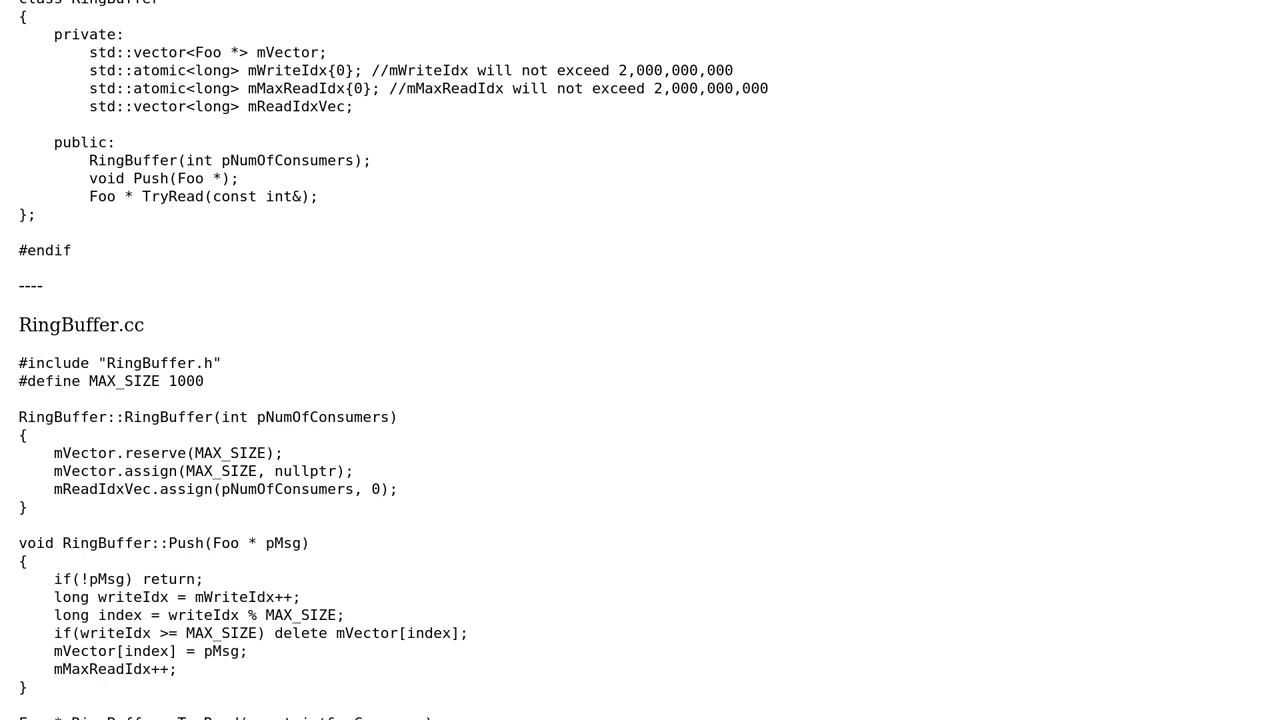 class RingBuffer
{
    private:
        std::vector<Foo *> mVector;
        std::atomic<long> mWriteIdx{0}; //mWriteIdx will not exceed 2,000,000,000
        std::atomic<long> mMaxReadIdx{0}; //mMaxReadIdx will not exceed 2,000,000,000
        std::vector<long> mReadIdxVec;

    public:
        RingBuffer(int pNumOfConsumers);
        void Push(Foo *);
        Foo * TryRead(const int&);
};

#endif

----

RingBuffer.cc

#include "RingBuffer.h"
#define MAX_SIZE 1000

RingBuffer::RingBuffer(int pNumOfConsumers)
{
    mVector.reserve(MAX_SIZE);
    mVector.assign(MAX_SIZE, nullptr);
    mReadIdxVec.assign(pNumOfConsumers, 0);
}

void RingBuffer::Push(Foo * pMsg)
{
    if(!pMsg) return;
    long writeIdx = mWriteIdx++;
    long index = writeIdx % MAX_SIZE;
    if(writeIdx >= MAX_SIZE) delete mVector[index];
    mVector[index] = pMsg;
    mMaxReadIdx++;
}